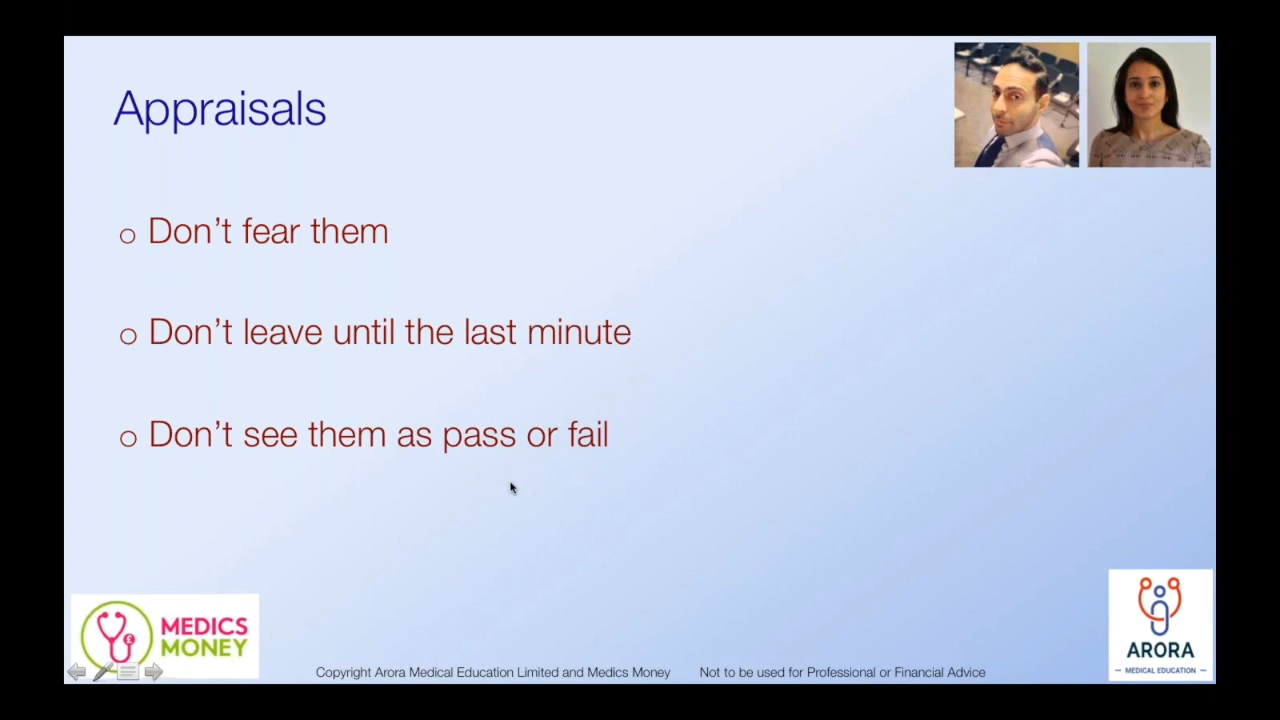 Appraisals
o Don't fear them
o Don't leave until the last minute
o Don't see them as pass or fail
MEDICS
MONEY
Copyright Arora Medical Education Limited and Medics Money Not to be used for Professional or Financial Advice
ARORA
— MEDICAL EDUCATION —